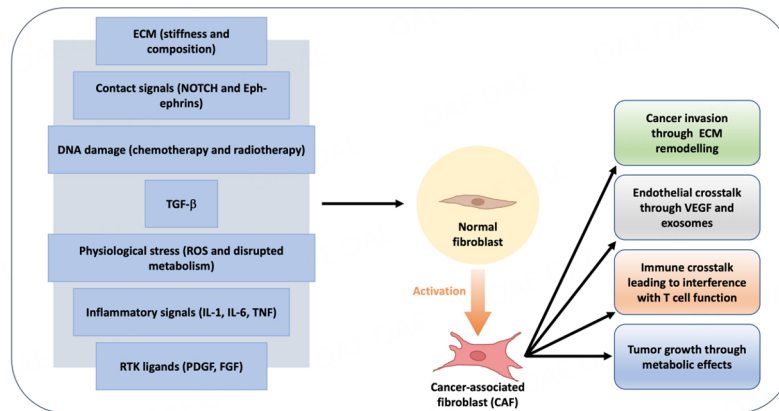 ECM (stiffness and
composition)
Contact signals (NOTCH and Eph-
ephrins)
DNA damage (chemotherapy and radiotherapy)
TGF-β
Physiological stress (ROS and disrupted
metabolism)
Inflammatory signals (IL-1, IL-6, TNF)
RTK ligands (PDGF, FGF)
Normal
fibroblast
Activation
Cancer-associated
fibroblast (CAF)
Cancer invasion
through ECM
remodelling
Endothelial crosstalk
through VEGF and
exosomes
Immune crosstalk
leading to interference
with T cell function
Tumor growth through
metabolic effects